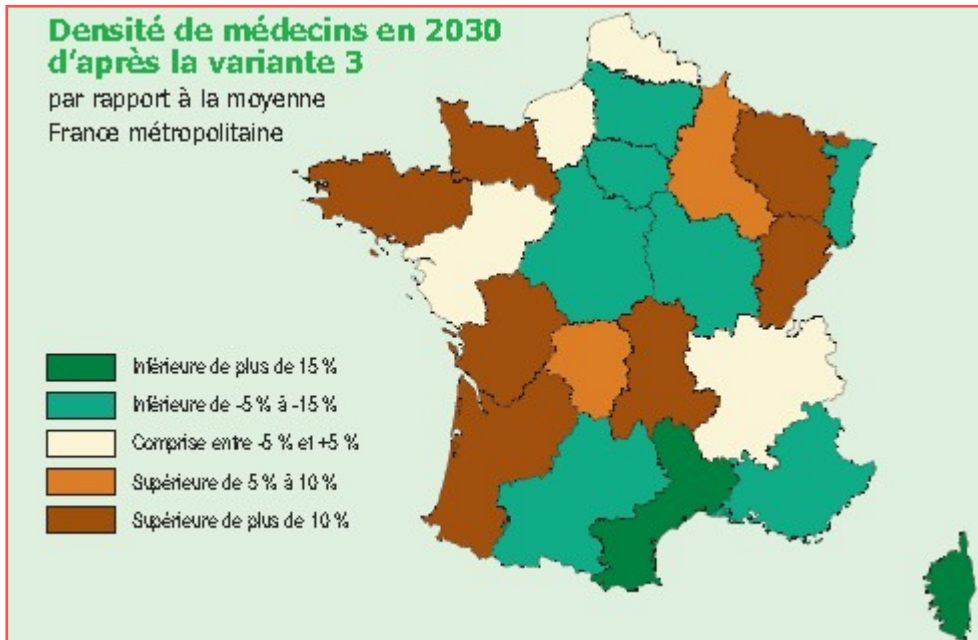 Densité de médecins en 2030
d'après la variante 3
par rapport à la moyenne
France métropolitaine
Inférieure de plus de 15 %
Inférieure de -5 % à -15 %
Comprise entre -5 % et +5 %
Supérieure de 5 % à 10 %
Supérieure de plus de 10 %